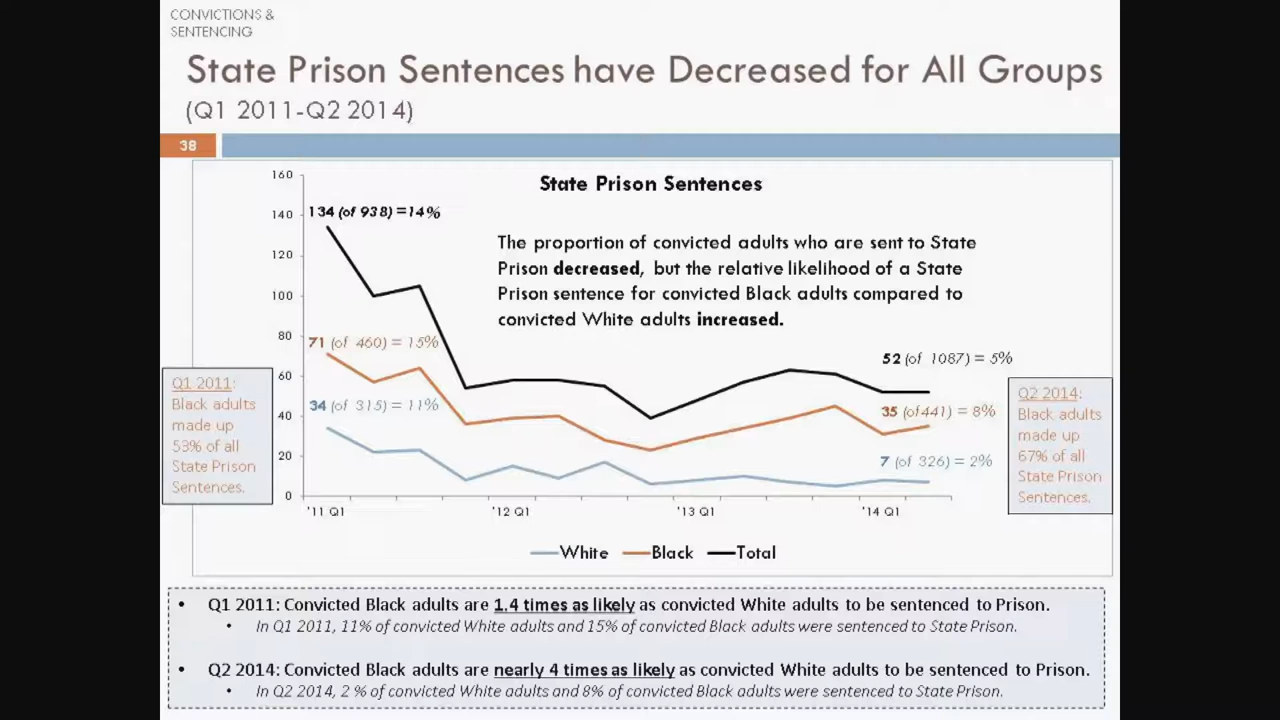 CONVICTIONS &
SENTENCING
State Prison Sentences have Decreased for All Groups
(Q1 2011-Q2 2014)
38
State Prison Sentences
160
140
120
100
80
60
40
20
0
134 (of 938) =14%
The proportion of convicted adults who are sent to State
Prison decreased, but the relative likelihood of a State
Prison sentence for convicted Black adults compared to
convicted White adults increased.
71 (of 460) = 15%
34 (of 315) = 11%
52 (of 1087) = 5%
35 (of441) = 8%
7 (of 326) = 2%
Q1 2011:
Black adults
made up
53% of all
State Prison
Sentences.
Q2 2014:
Black adults
made up
67% of all
State Prison
Sentences.
'11 Q1
'12 Q1
'13 Q1
'14 Q1
White Black Total
• Q1 2011: Convicted Black adults are 1.4 times as likely as convicted White adults to be sentenced to Prison.
• In Q1 2011, 11% of convicted White adults and 15% of convicted Black adults were sentenced to State Prison.
• Q2 2014: Convicted Black adults are nearly 4 times as likely as convicted White adults to be sentenced to Prison.
• In Q2 2014, 2 % of convicted White adults and 8% of convicted Black adults were sentenced to State Prison.